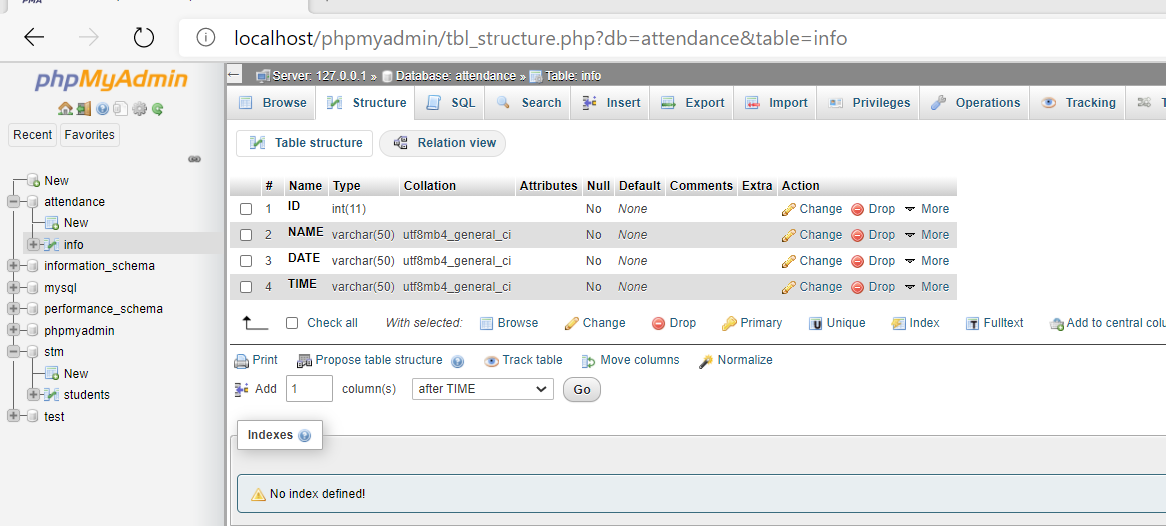 PMA
localhost/phpmyadmin/tbl_structure.php?db=attendance&table=info
phpMyAdmin
Recent Favorites
New
attendance
New
info
information_schema
mysql
performance_schema
phpmyadmin
stm
New
students
test
Server: 127.0.0.1 » Database: attendance » Table: info
Browse Structure SQL Search Insert Export Import Privileges Operations Tracking
Table structure Relation view
# Name Type Collation Attributes Null Default Comments Extra Action
1 ID int(11) No None Change Drop More
2 NAME varchar(50) utf8mb4_general_ci No None Change Drop More
3 DATE varchar(50) utf8mb4_general_ci No None Change Drop More
4 TIME varchar(50) utf8mb4_general_ci No None Change Drop More
Check all With selected: Browse Change Drop Primary Unique Index Fulltext Add to central
Print Propose table structure Track table Move columns Normalize
Add 1 column(s) after TIME Go
Indexes
No index defined!